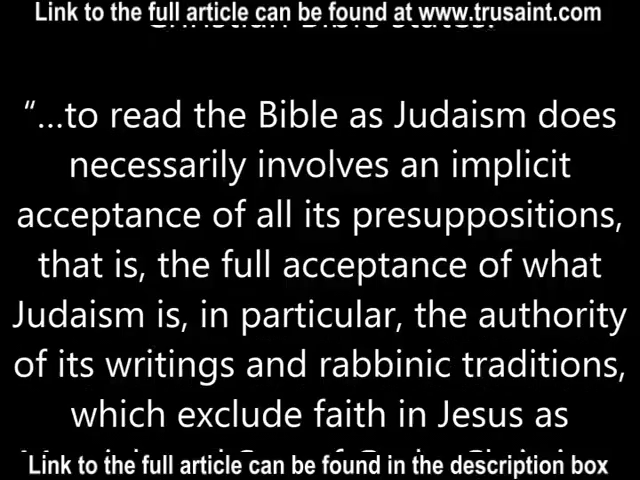 Link to the full article can be found at www.trusaint.com
Christian Bible states:
“...to read the Bible as Judaism does
necessarily involves an implicit
acceptance of all its presuppositions,
that is, the full acceptance of what
Judaism is, in particular, the authority
of its writings and rabbinic traditions,
which exclude faith in Jesus as
Link to the full article can be found in the description box